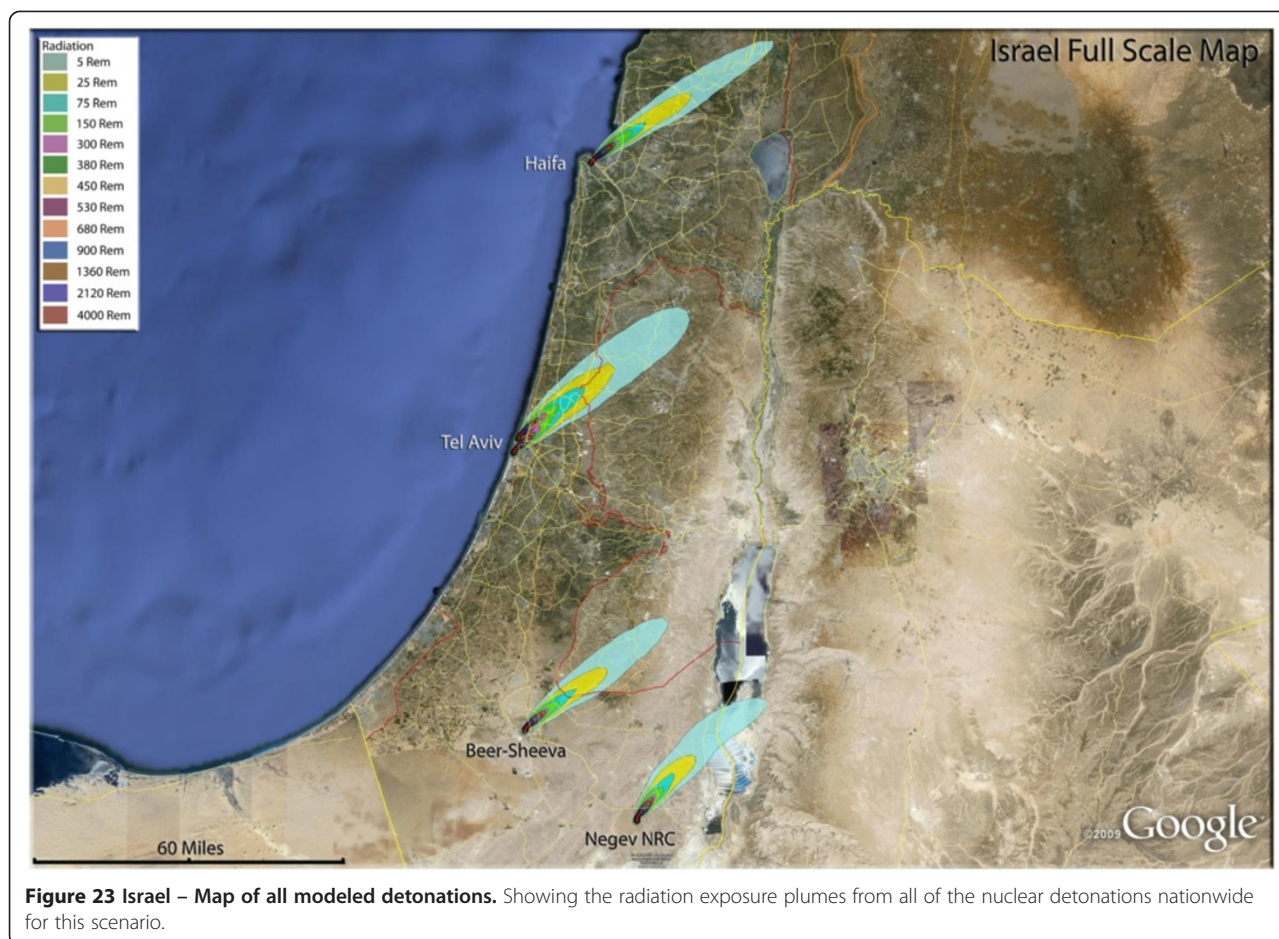 Radiation
5 Rem
25 Rem
75 Rem
150 Rem
300 Rem
380 Rem
450 Rem
530 Rem
680 Rem
900 Rem
1360 Rem
2120 Rem
4000 Rem
Israel Full Scale Map
Haifa
Tel Aviv
Beer-Sheeva
Negev NRC
60 Miles
©2009 Google
Figure 23 Israel – Map of all modeled detonations. Showing the radiation exposure plumes from all of the nuclear detonations nationwide
for this scenario.